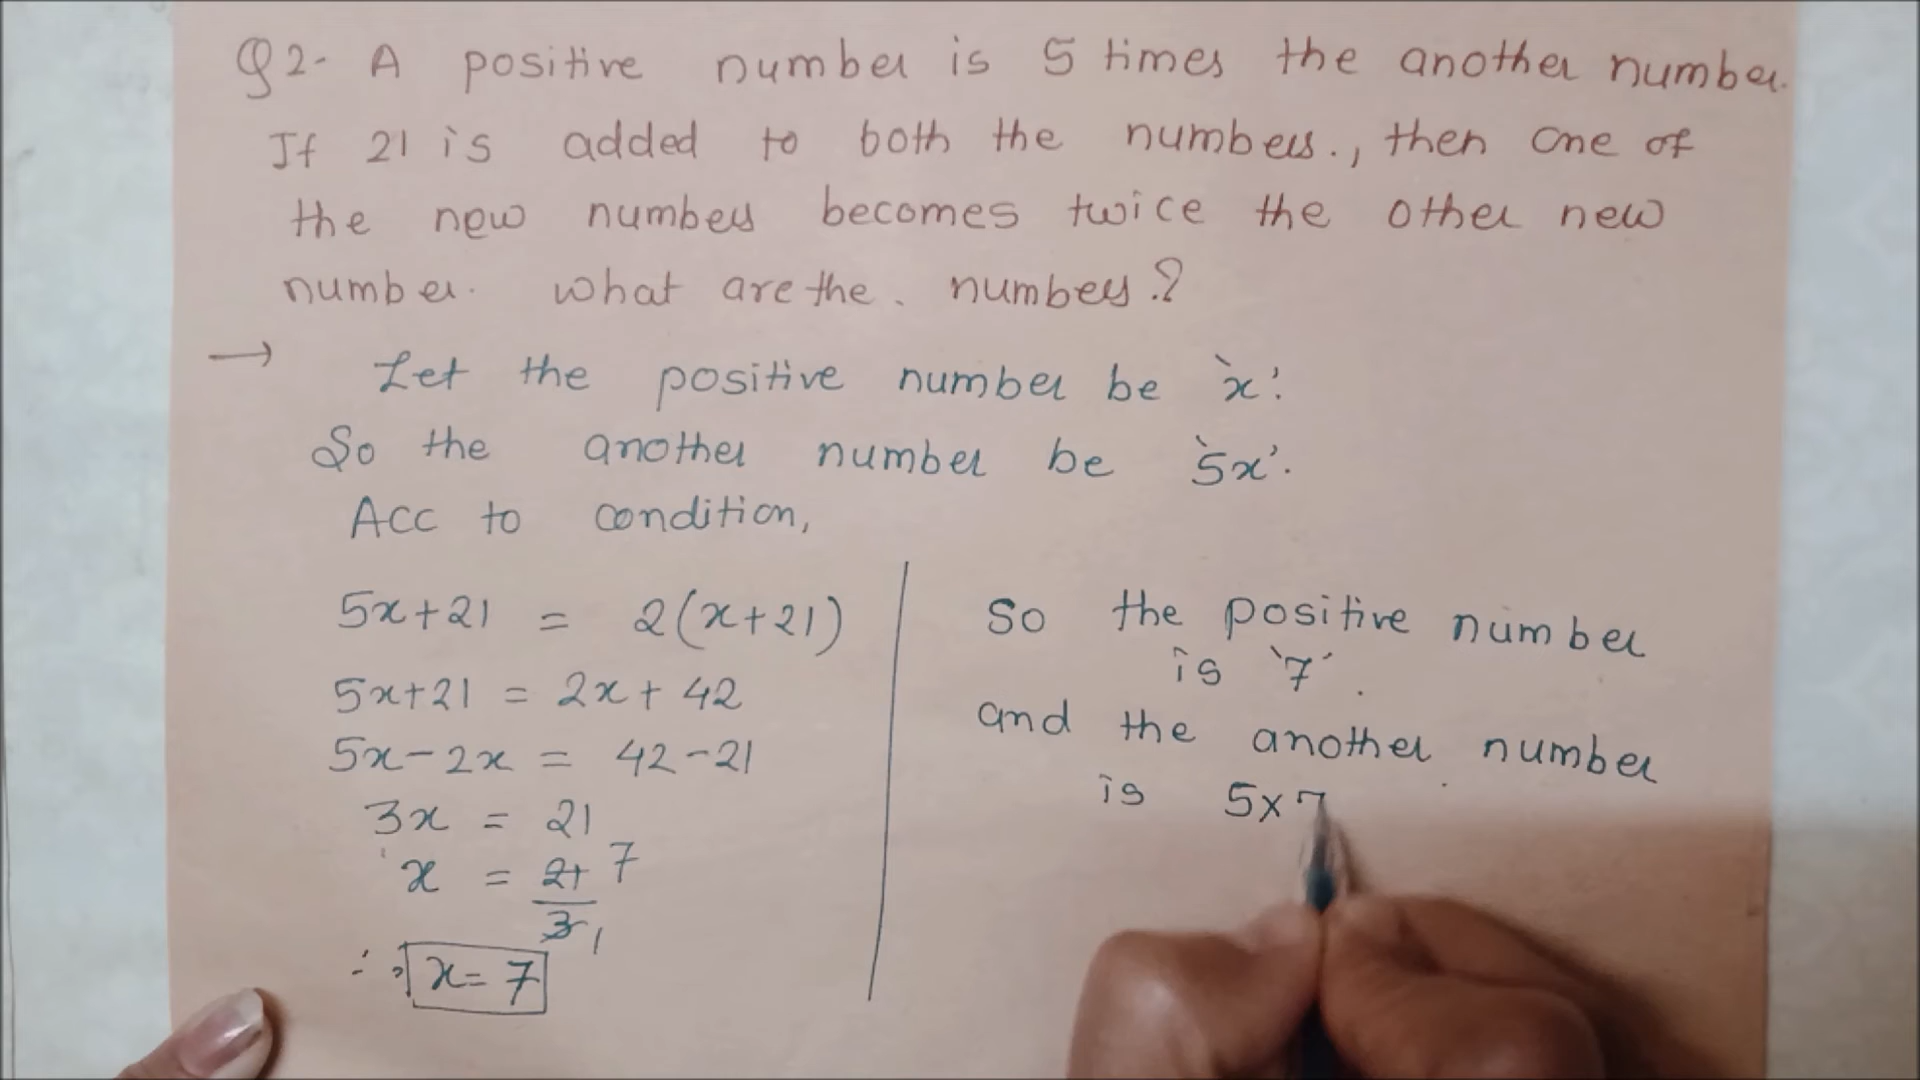 Q2- A positive number is 5 times the another number.
If 21 is added to both the numbers., then one of
the new numbers becomes twice the other new
number. what are the. numbers?
→ Let the positive number be 'x'.
So the another number be '5x'.
Acc to condition,
5x+21 = 2(x+21)
5x+21 = 2x+ 42
5x-2x = 42-21
3x = 21
x = 21/3 7 1
∴ x= 7
So the positive number
is '7'.
and the another number
is 5x7